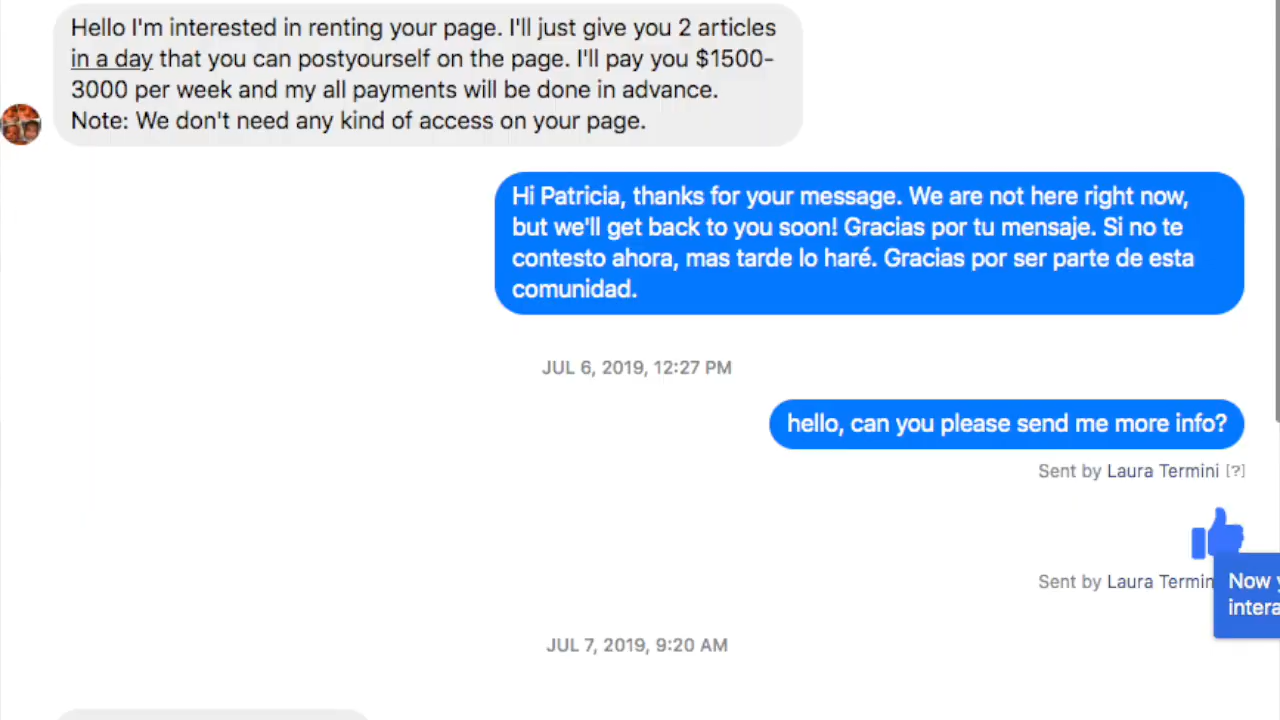 Hello I'm interested in renting your page. I'll just give you 2 articles
in a day that you can postyourself on the page. I'll pay you $1500-
3000 per week and my all payments will be done in advance.
Note: We don't need any kind of access on your page.
Hi Patricia, thanks for your message. We are not here right now,
but we'll get back to you soon! Gracias por tu mensaje. Si no te
contesto ahora, mas tarde lo haré. Gracias por ser parte de esta
comunidad.
JUL 6, 2019, 12:27 PM
hello, can you please send me more info?
Sent by Laura Termini [?]
Sent by Laura Termin
Now
intera
JUL 7, 2019, 9:20 AM